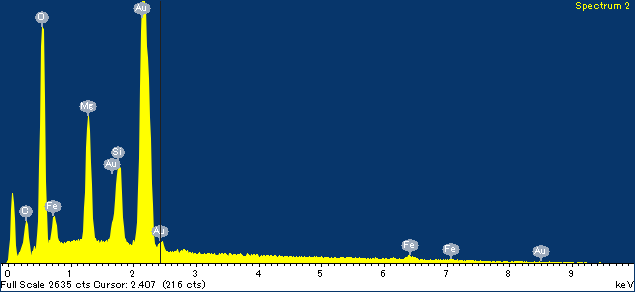 Spectrum 2
O
Au
Mg
Si
Au
Fe
O
Au
Fe
Fe
Au
0 1 2 3 4 5 6 7 8 9
Full Scale 2635 cts Cursor: 2.407 (216 cts) keV